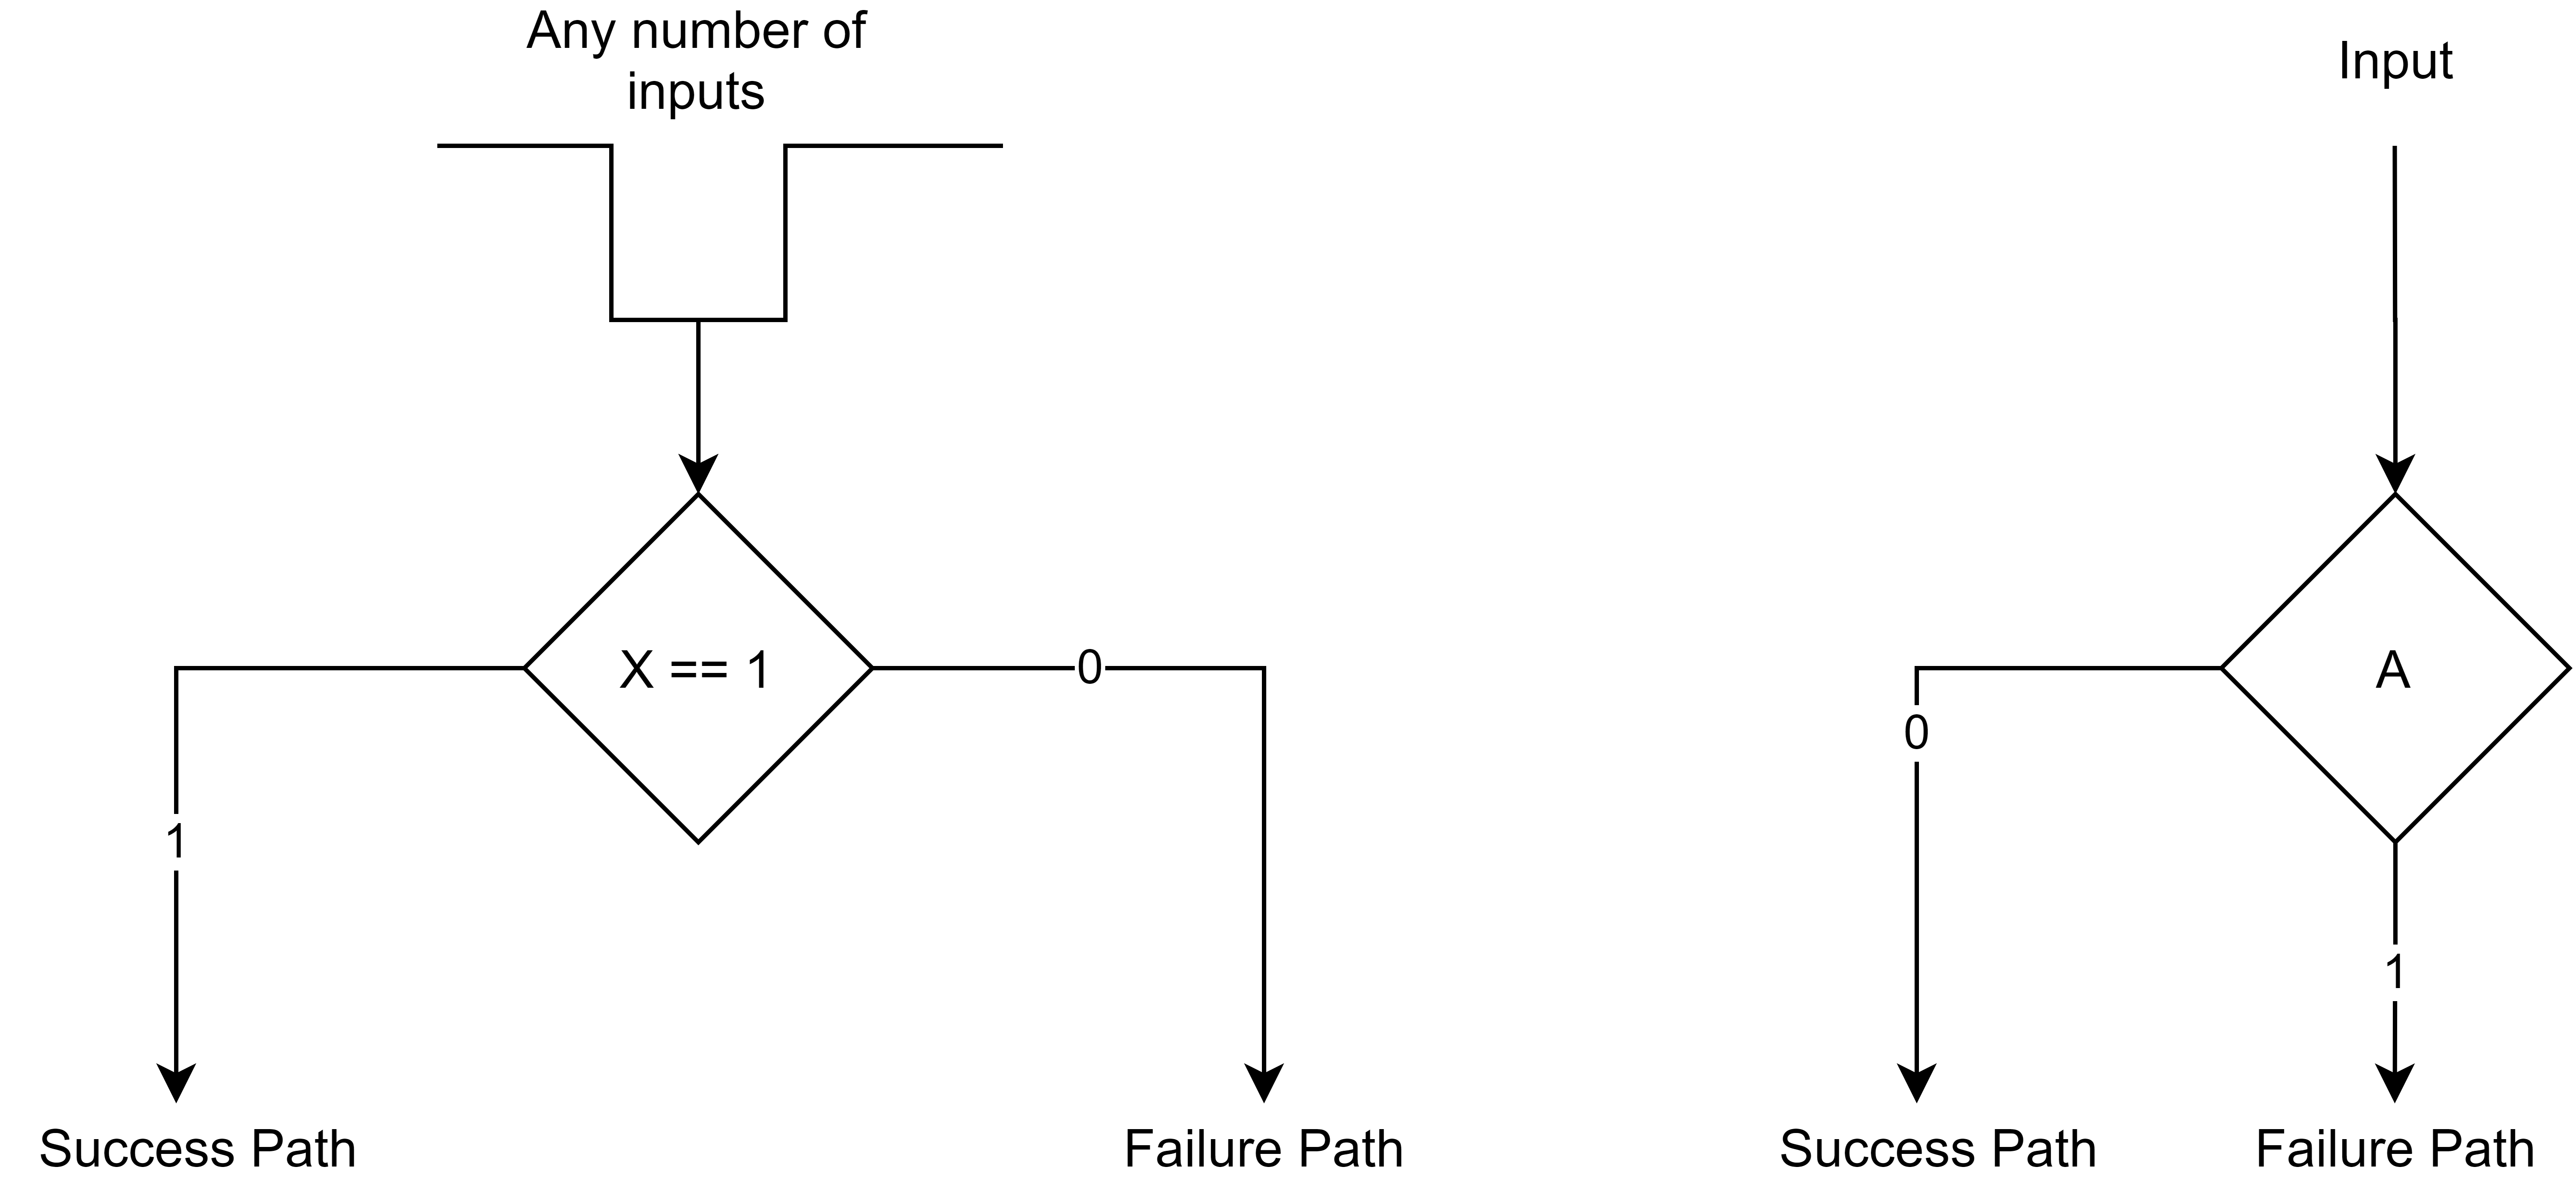 Any number of
inputs
Input
X == 1
0
A
0
1
1
Success Path
Failure Path
Success Path
Failure Path